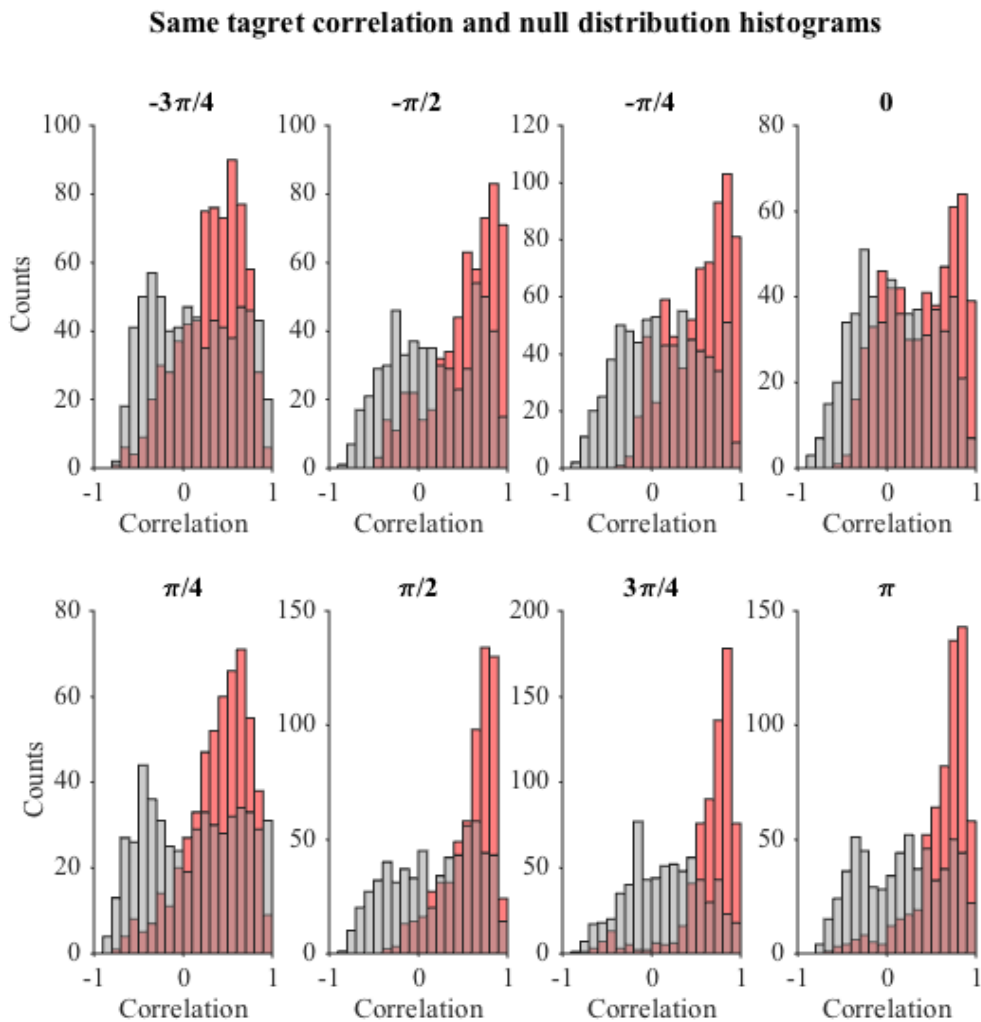 Same tagret correlation and null distribution histograms
-3π/4
-π/2
-π/4
0
100
80
60
40
20
0
100
80
60
40
20
0
120
100
80
60
40
20
0
80
60
40
20
0
Counts
-1 0 1
-1 0 1
-1 0 1
-1 0 1
Correlation
Correlation
Correlation
Correlation
π/4
π/2
3π/4
π
80
60
40
20
0
150
100
50
0
200
150
100
50
0
150
100
50
0
Counts
-1 0 1
-1 0 1
-1 0 1
-1 0 1
Correlation
Correlation
Correlation
Correlation